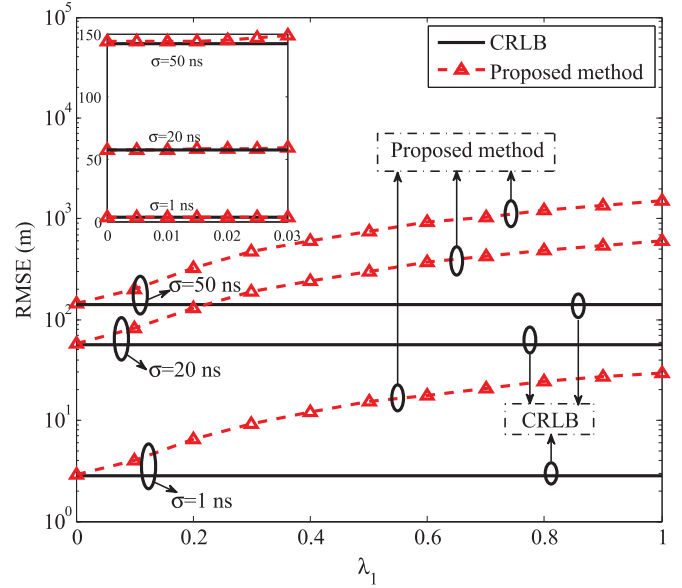 10^5
10^4
10^3
10^2
10^1
10^0
RMSE (m)
150
100
50
0
σ=50 ns
σ=20 ns
σ=1 ns
0 0.01 0.02 0.03
CRLB
Proposed method
Proposed method
σ=50 ns
σ=20 ns
CRLB
σ=1 ns
0 0.2 0.4 0.6 0.8 1
λ₁